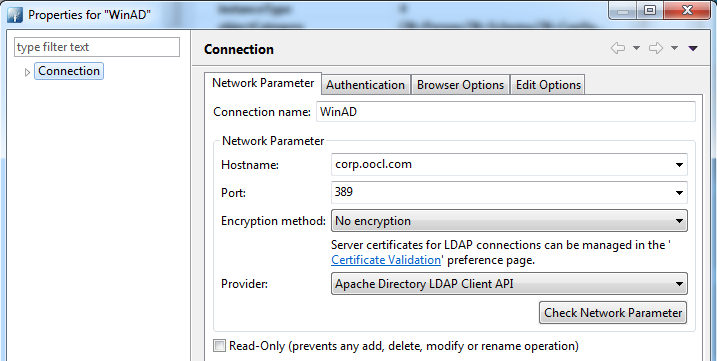 Properties for "WinAD"
type filter text
Connection
Connection
Network Parameter Authentication Browser Options Edit Options
Connection name: WinAD
Network Parameter
Hostname: corp.oocl.com
Port: 389
Encryption method: No encryption
Server certificates for LDAP connections can be managed in the '
Certificate Validation' preference page.
Provider: Apache Directory LDAP Client API
Check Network Parameter
Read-Only (prevents any add, delete, modify or rename operation)